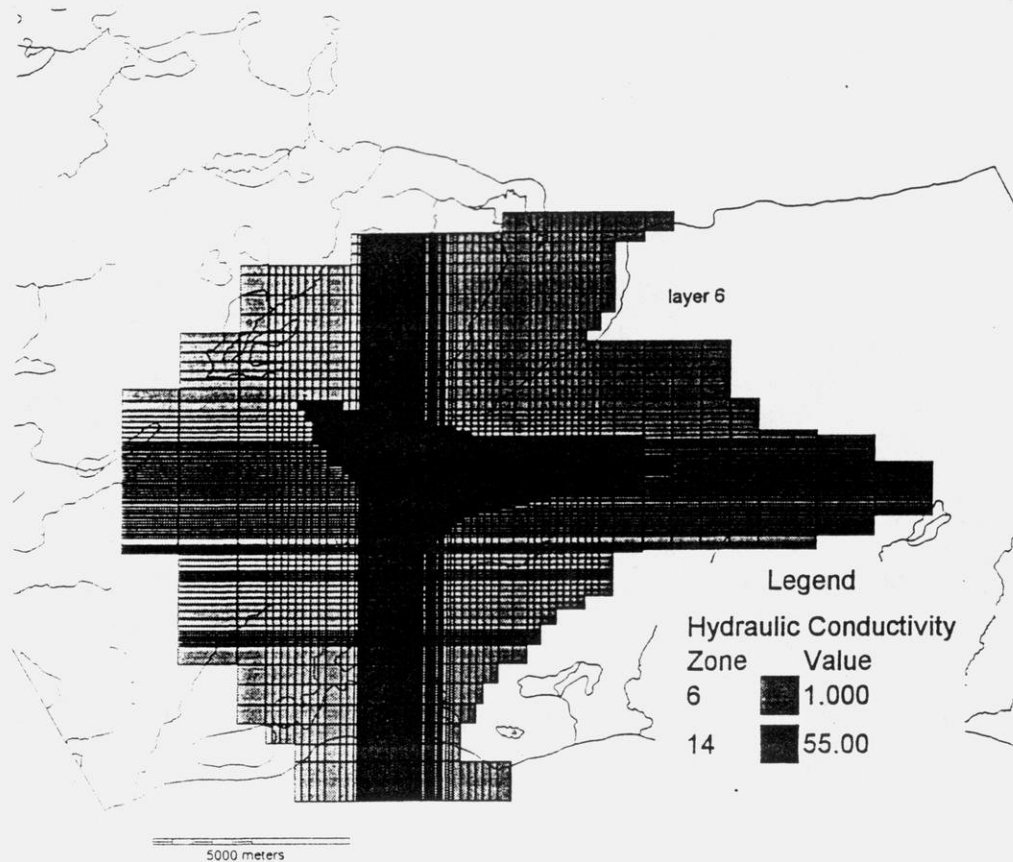 layer 6
Legend
Hydraulic Conductivity
Zone Value
6 1.000
14 55.00
5000 meters